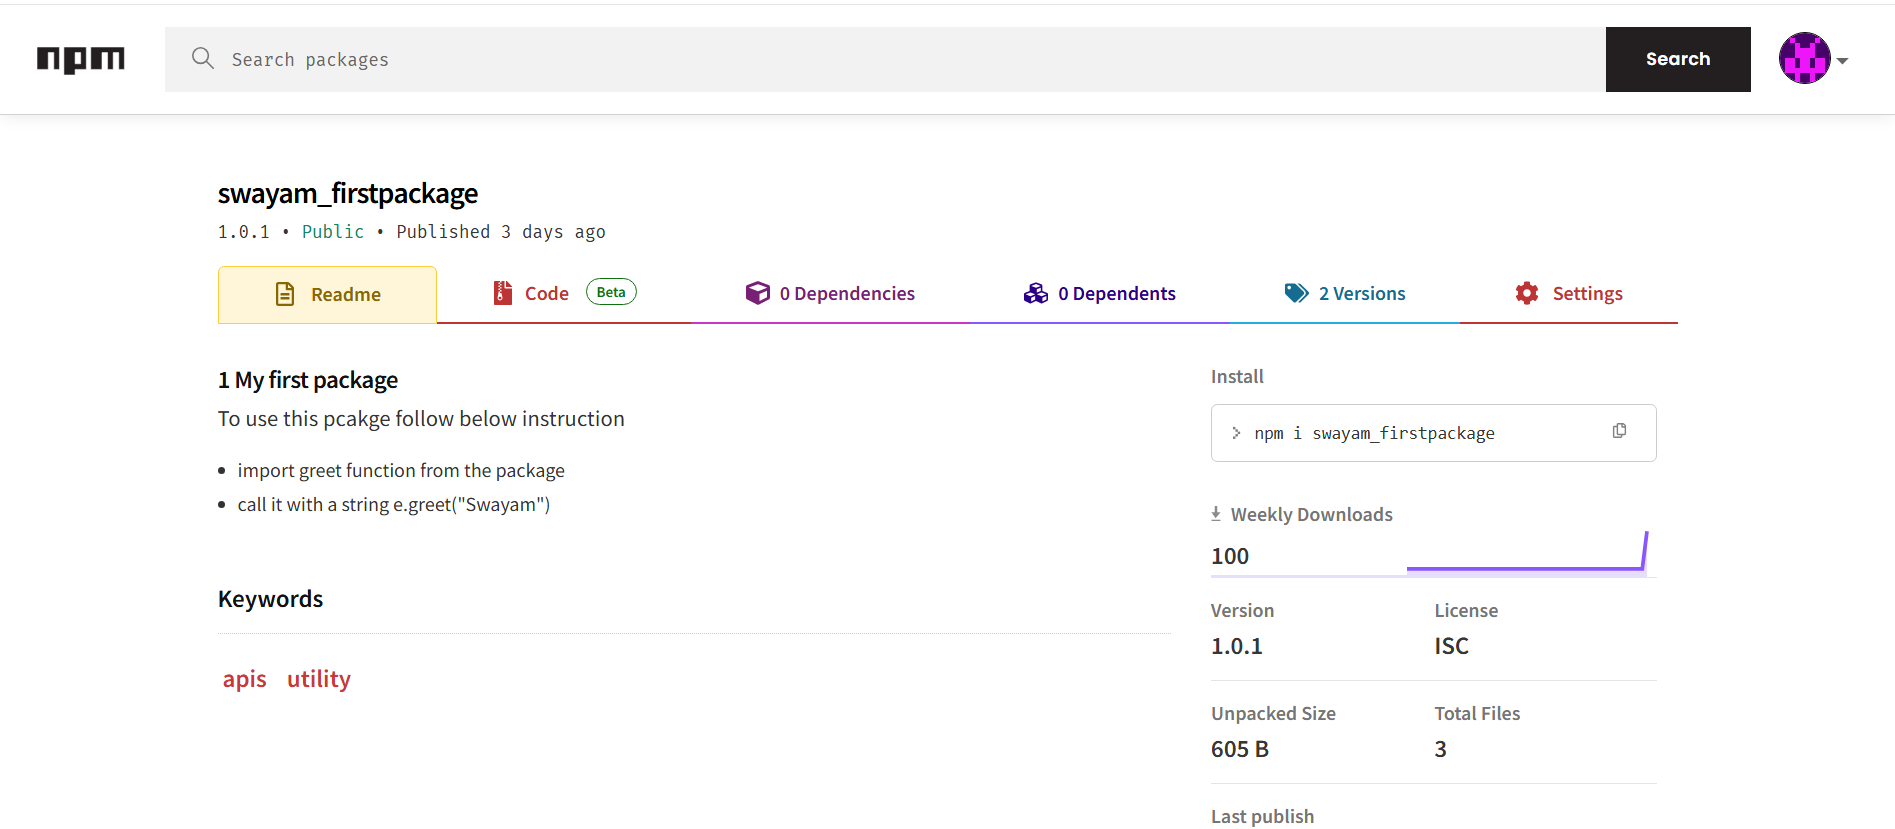 npm
Search packages
Search
swayam_firstpackage
1.0.1 • Public • Published 3 days ago
Readme
Code Beta
0 Dependencies
0 Dependents
2 Versions
Settings
1 My first package
To use this pcakge follow below instruction
• import greet function from the package
• call it with a string e.greet("Swayam")
Keywords
apis utility
Install
> npm i swayam_firstpackage
Weekly Downloads
100
Version
1.0.1
License
ISC
Unpacked Size
605 B
Total Files
3
Last publish